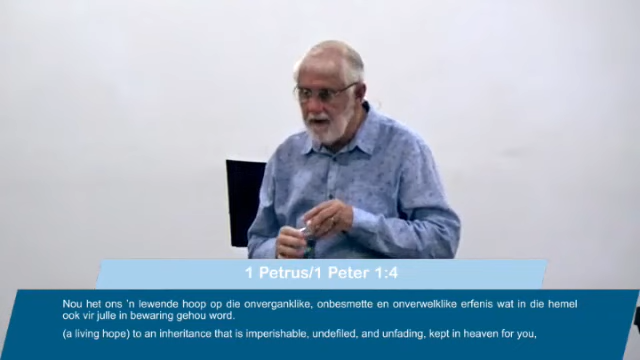 1 Petrus/1 Peter 1:4
Nou het ons 'n lewende hoop op die onverganklike, onbesmette en onverwelklike erfenis wat in die hemel
ook vir julle in bewaring gehou word.
(a living hope) to an inheritance that is imperishable, undefiled, and unfading, kept in heaven for you,